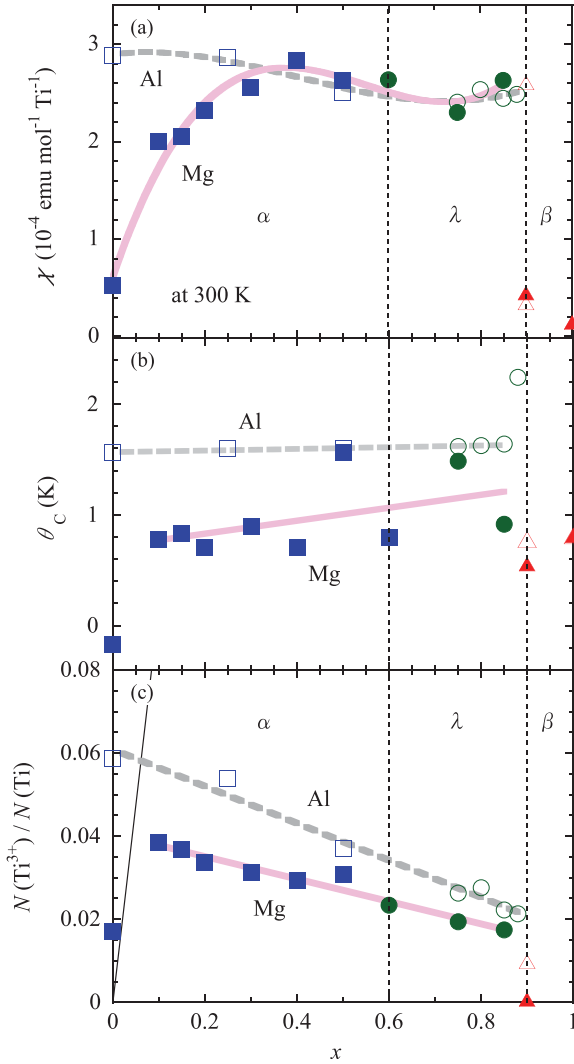 (a)
3
2
1
0
χ (10⁻⁴ emu mol⁻¹ Ti⁻¹)
Al
Mg
α
λ
β
at 300 K
(b)
2
1
0
θ_C (K)
Al
Mg
(c)
0.08
0.06
0.04
0.02
0
N (Ti³⁺) / N (Ti)
α
λ
β
Al
Mg
0
0.2
0.4
0.6
0.8
1
x